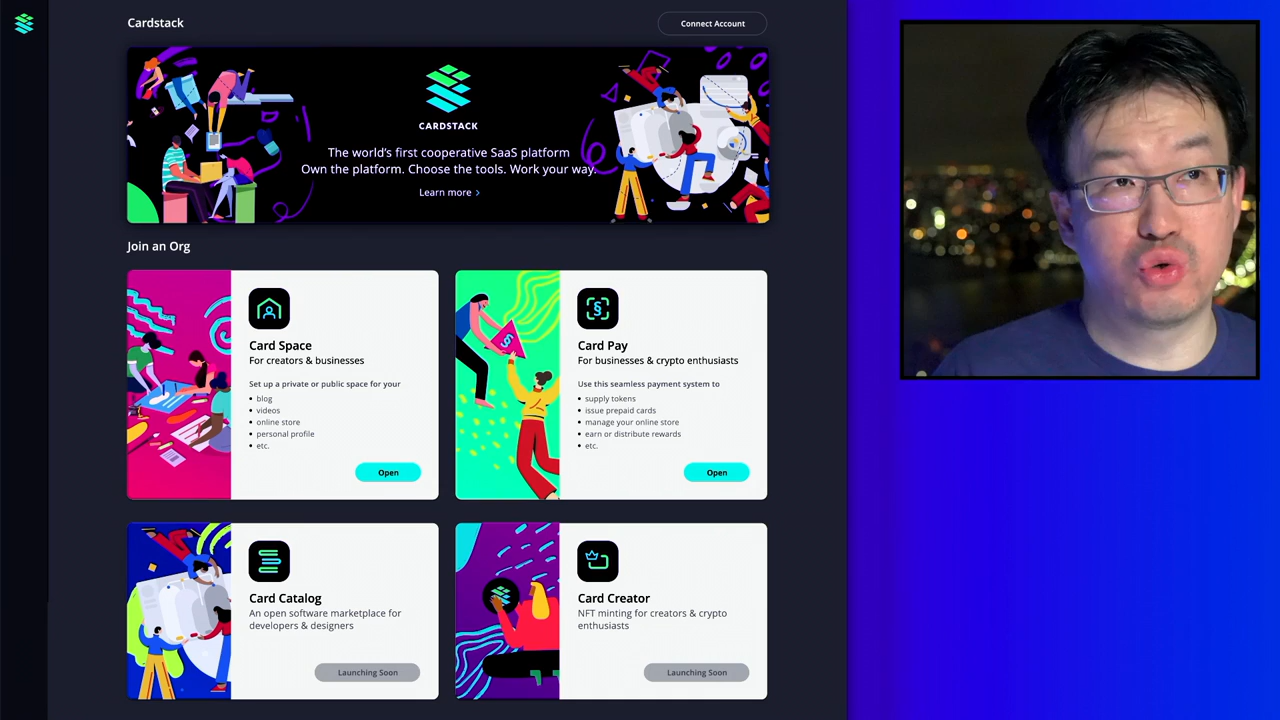 Cardstack
Connect Account
CARDSTACK
The world's first cooperative SaaS platform
Own the platform. Choose the tools. Work your way.
Learn more >
Join an Org
Card Space
For creators & businesses
Set up a private or public space for your
• blog
• videos
• online store
• personal profile
• etc.
Open
Card Pay
For businesses & crypto enthusiasts
Use this seamless payment system to
• supply tokens
• issue prepaid cards
• manage your online store
• earn or distribute rewards
• etc.
Open
Card Catalog
An open software marketplace for
developers & designers
Launching Soon
Card Creator
NFT minting for creators & crypto
enthusiasts
Launching Soon